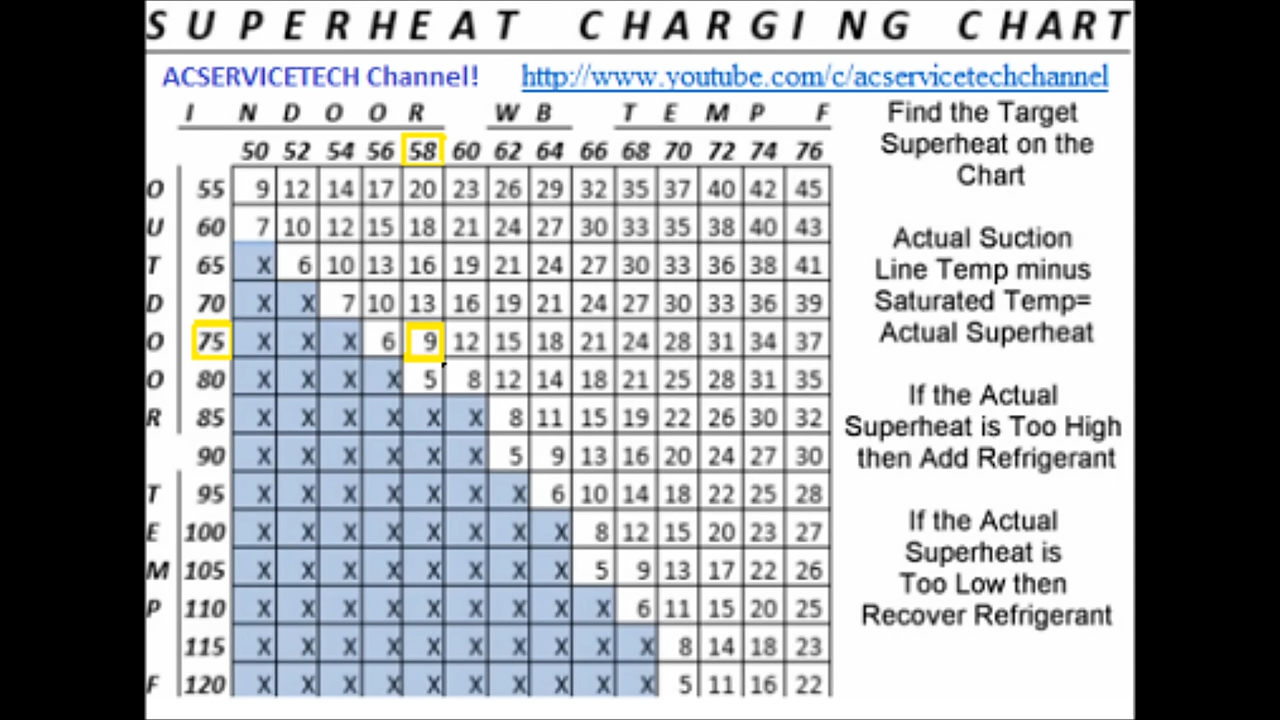 SUPERHEAT CHARGING CHART
ACSERVICETECH Channel! http://www.youtube.com/c/acservicetechchannel
INDOOR WB TEMP F
50 52 54 56 58 60 62 64 66 68 70 72 74 76
O 55 9 12 14 17 20 23 26 29 32 35 37 40 42 45
U 60 7 10 12 15 18 21 24 27 30 33 35 38 40 43
T 65 X 6 10 13 16 19 21 24 27 30 33 36 38 41
D 70 X X 7 10 13 16 19 21 24 27 30 33 36 39
O 75 X X X 6 9 12 15 18 21 24 28 31 34 37
O 80 X X X X 5 8 12 14 18 21 25 28 31 35
R 85 X X X X X X 8 11 15 19 22 26 30 32
90 X X X X X X 5 9 13 16 20 24 27 30
T 95 X X X X X X X 6 10 14 18 22 25 28
E 100 X X X X X X X X 8 12 15 20 23 27
M 105 X X X X X X X X 5 9 13 17 22 26
P 110 X X X X X X X X X 6 11 15 20 25
115 X X X X X X X X X X 8 14 18 23
F 120 X X X X X X X X X X 5 11 16 22
Find the Target
Superheat on the
Chart
Actual Suction
Line Temp minus
Saturated Temp=
Actual Superheat
If the Actual
Superheat is Too High
then Add Refrigerant
If the Actual
Superheat is
Too Low then
Recover Refrigerant